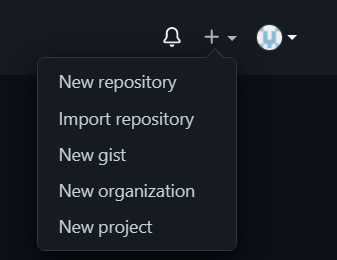 New repository
Import repository
New gist
New organization
New project